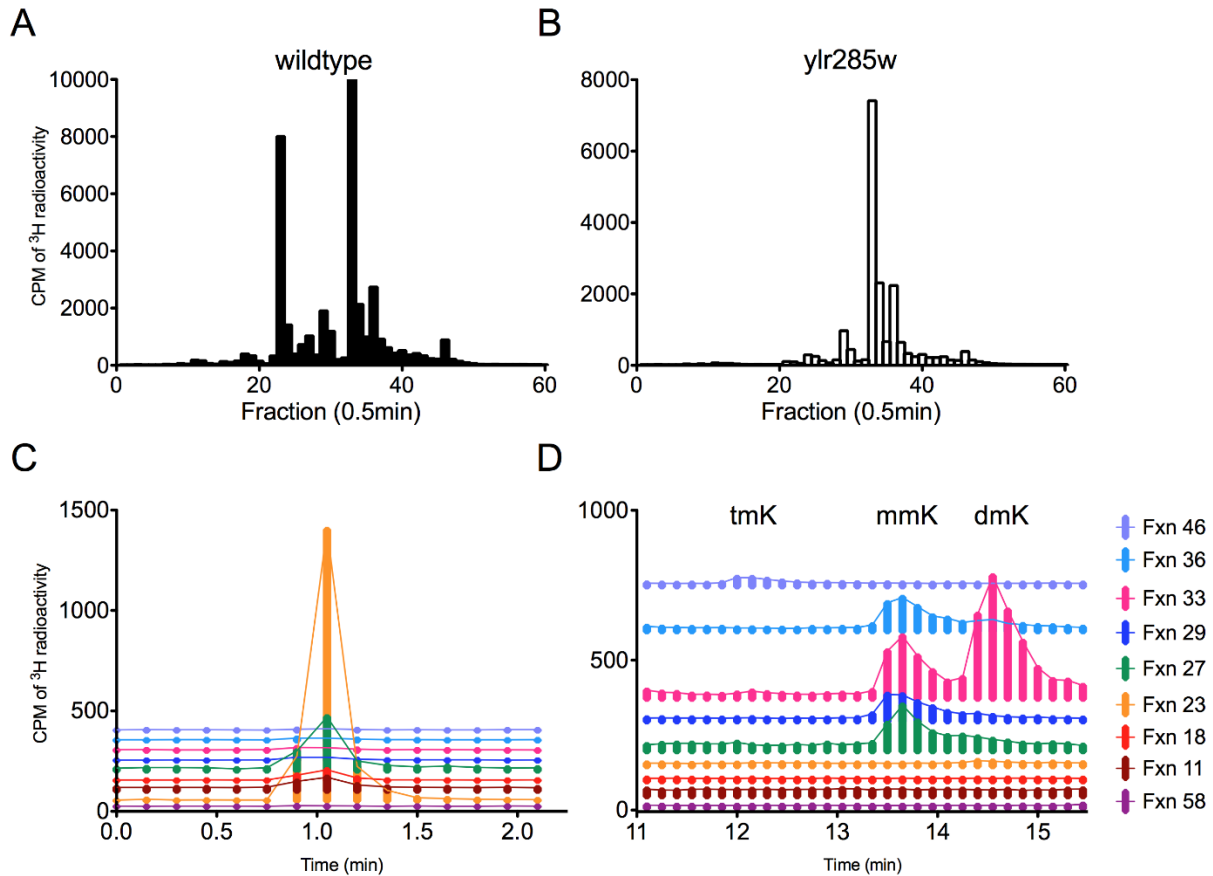 A
wildtype
CPM of ³H radioactivity
10000
8000
6000
4000
2000
0
0 20 40 60
Fraction (0.5min)
B
ylr285w
8000
6000
4000
2000
0
0 20 40 60
Fraction (0.5min)
C
CPM of ³H radioactivity
1500
1000
500
0
0.0 0.5 1.0 1.5 2.0
Time (min)
D
1000
500
0
tmK mmK dmK
11 12 13 14 15
Time (min)
Fxn 46
Fxn 36
Fxn 33
Fxn 29
Fxn 27
Fxn 23
Fxn 18
Fxn 11
Fxn 58